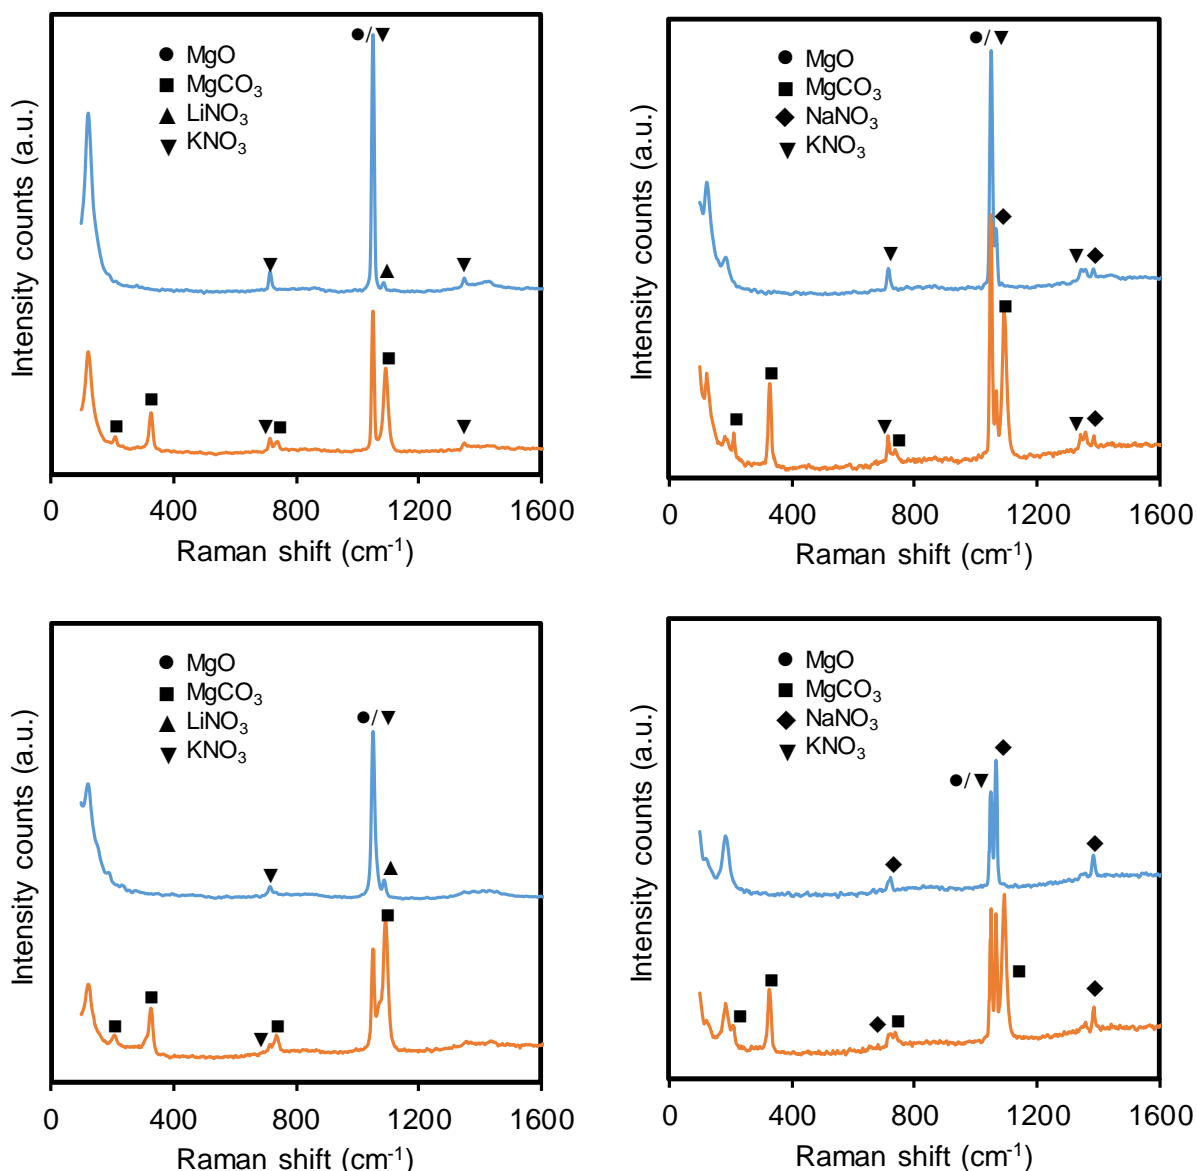 Intensity counts (a.u.)
●/▼
● MgO
■ MgCO₃
▲ LiNO₃
▼ KNO₃
0 400 800 1200 1600
Raman shift (cm⁻¹)
Intensity counts (a.u.)
●/▼
● MgO
■ MgCO₃
◆ NaNO₃
▼ KNO₃
0 400 800 1200 1600
Raman shift (cm⁻¹)
Intensity counts (a.u.)
● MgO
■ MgCO₃
▲ LiNO₃
▼ KNO₃
●/▼
0 400 800 1200 1600
Raman shift (cm⁻¹)
Intensity counts (a.u.)
● MgO
■ MgCO₃
◆ NaNO₃
▼ KNO₃
●/▼
0 400 800 1200 1600
Raman shift (cm⁻¹)